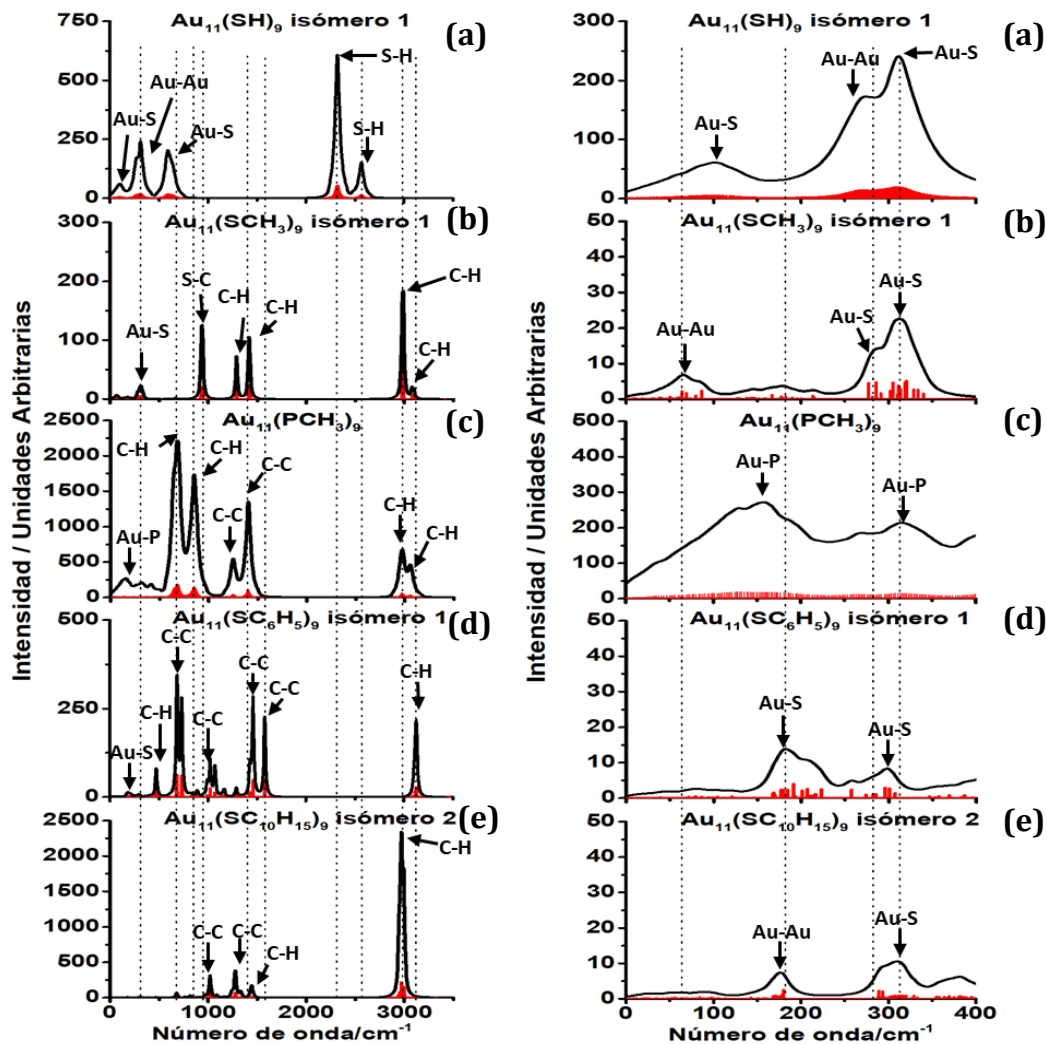 Intensidad / Unidades Arbitrarias
Au₁₁(SH)₉ isómero 1
(a)
750
500
250
0
Au-S
Au-Au
Au-S
S-H
S-H
Au₁₁(SCH₃)₉ isómero 1
(b)
300
200
100
0
Au-S
S-C
C-H
C-H
C-H
C-H
Au₁₁(PCH₃)₉
(c)
2500
2000
1500
1000
500
0
C-H
C-H
C-C
Au-P
C-C
C-H
C-H
Au₁₁(SC₆H₅)₉ isómero 1
(d)
500
250
0
C-C
C-H
Au-S
C-C
C-C
C-C
C-H
Au₁₁(SC₁₀H₁₅)₉ isómero 2
(e)
2500
2000
1500
1000
500
0
C-C
C-C
C-H
C-H
0 1000 2000 3000
Número de onda/cm⁻¹
Intensidad / Unidades Arbitrarias
Au₁₁(SH)₉ isómero 1
(a)
300
200
100
0
Au-S
Au-Au
Au-S
Au₁₁(SCH₃)₉ isómero 1
(b)
50
40
30
20
10
0
Au-Au
Au-S
Au-S
Au₁₁(PCH₃)₉
(c)
500
400
300
200
100
0
Au-P
Au-P
Au₁₁(SC₆H₅)₉ isómero 1
(d)
50
40
30
20
10
0
Au-S
Au-S
Au₁₁(SC₁₀H₁₅)₉ isómero 2
(e)
50
40
30
20
10
0
Au-Au
Au-S
0 100 200 300 400
Número de onda/cm⁻¹